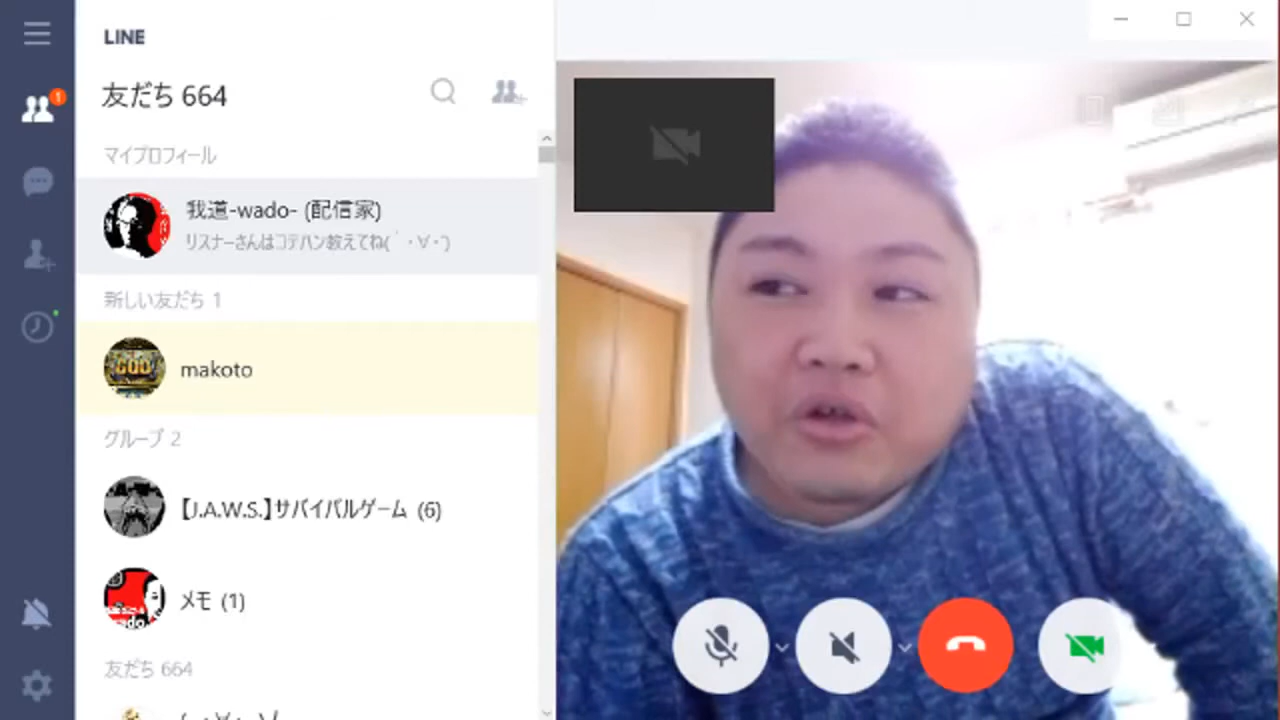 LINE
友だち 664
1
マイプロフィール
我道-wado- (配信家)
リスナーさんはコテハン教えてね(｀・∀・´)
新しい友だち 1
GOD
makoto
グループ 2
【J.A.W.S.】サバイバルゲーム (6)
メモ (1)
wado
友だち 664